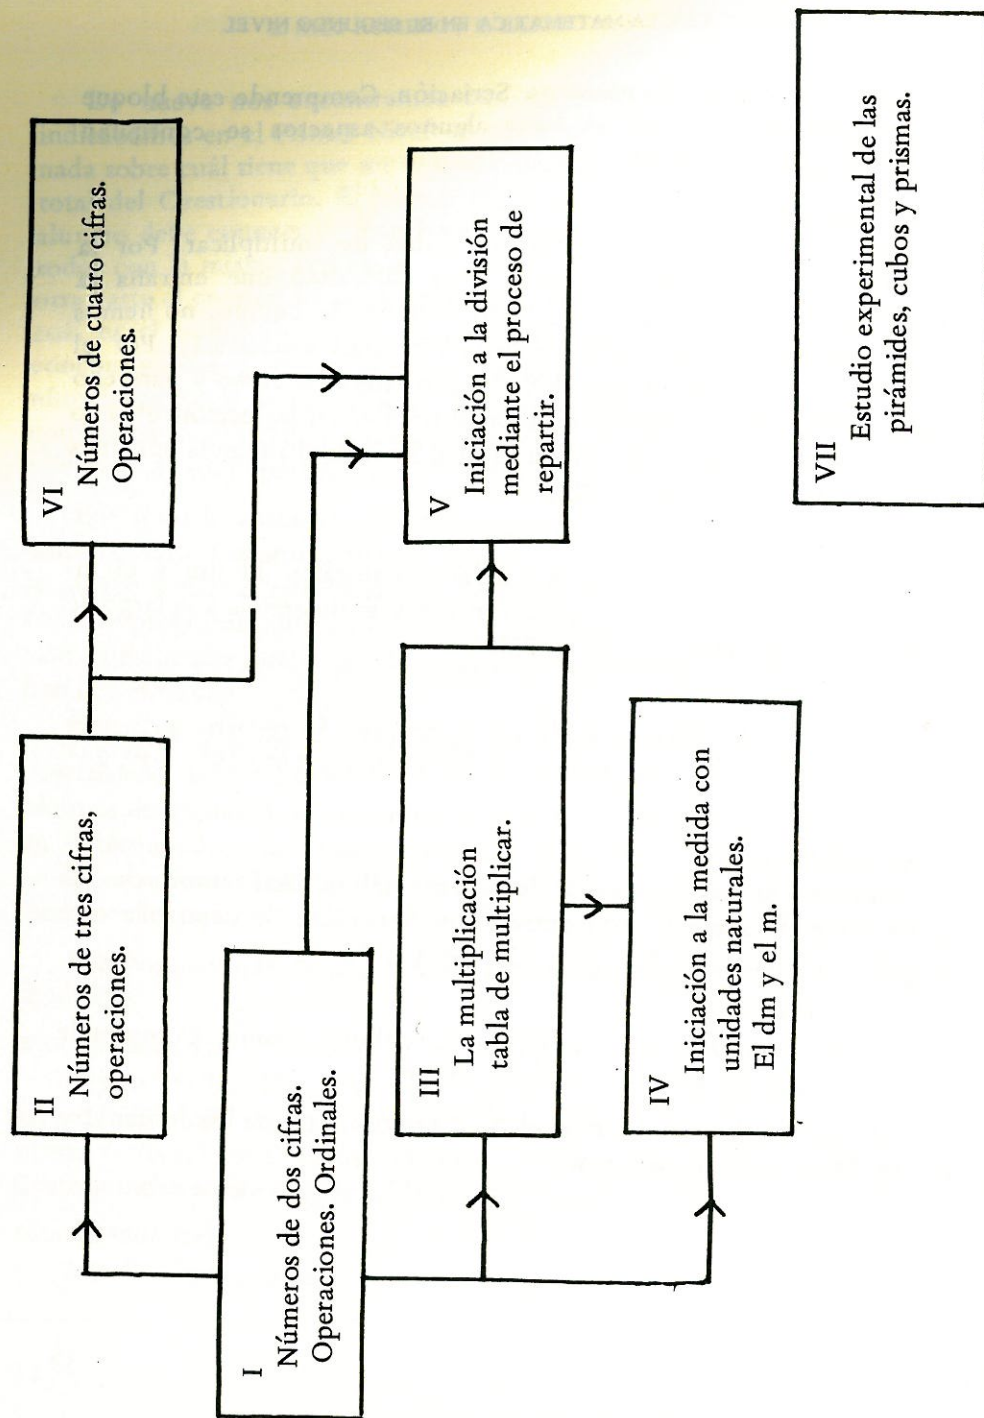 I
Números de dos cifras.
Operaciones. Ordinales.
II
Números de tres cifras,
operaciones.
III
La multiplicación
tabla de multiplicar.
IV
Iniciación a la medida con
unidades naturales.
El dm y el m.
V
Iniciación a la división
mediante el proceso de
repartir.
VI
Números de cuatro cifras.
Operaciones.
VII
Estudio experimental de las
pirámides, cubos y prismas.